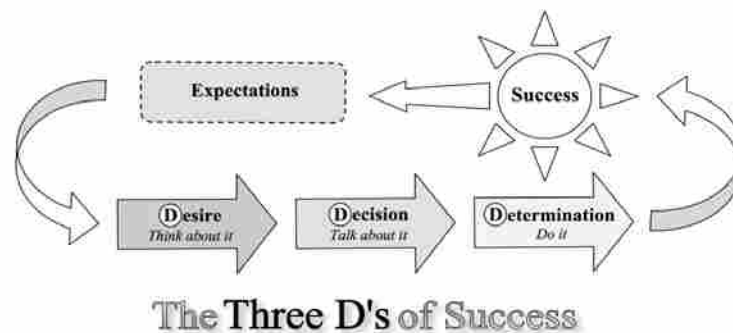 Expectations
Success
Desire
Think about it
Decision
Talk about it
Determination
Do it
The Three D's of Success